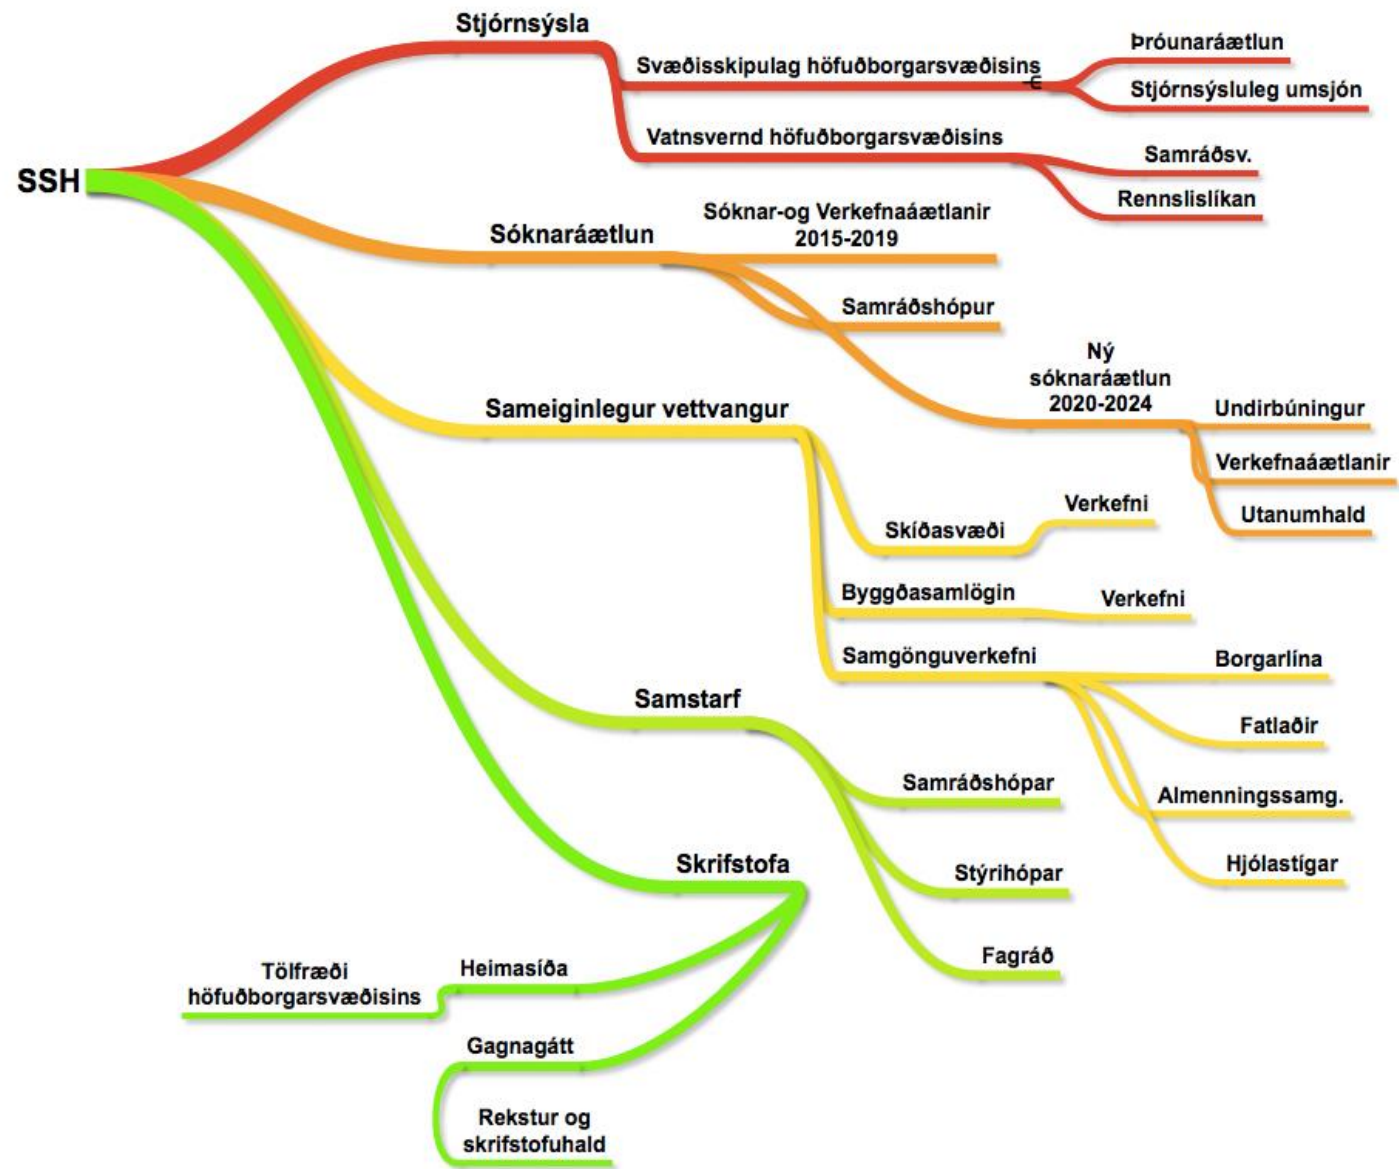 SSH
Stjórnsýsla
Svæðisskipulag höfuðborgarsvæðisins
Þróunaráætlun
Stjórnsýsluleg umsjón
Vatnsvernd höfuðborgarsvæðisins
Samráðsv.
Rennslislíkan
Sóknaráætlun
Sóknar-og Verkefnaáætlanir
2015-2019
Samráðshópur
Ný
sóknaráætlun
2020-2024
Undirbúningur
Verkefnaáætlanir
Utanumhald
Sameiginlegur vettvangur
Skíðasvæði
Verkefni
Byggðasamlögin
Verkefni
Samgönguverkefni
Borgarlína
Fatlaðir
Almenningssamg.
Hjólastígar
Samstarf
Samráðshópar
Stýrihópar
Fagráð
Skrifstofa
Heimasíða
Tölfræði
höfuðborgarsvæðisins
Gagnagátt
Rekstur og
skrifstofuhald